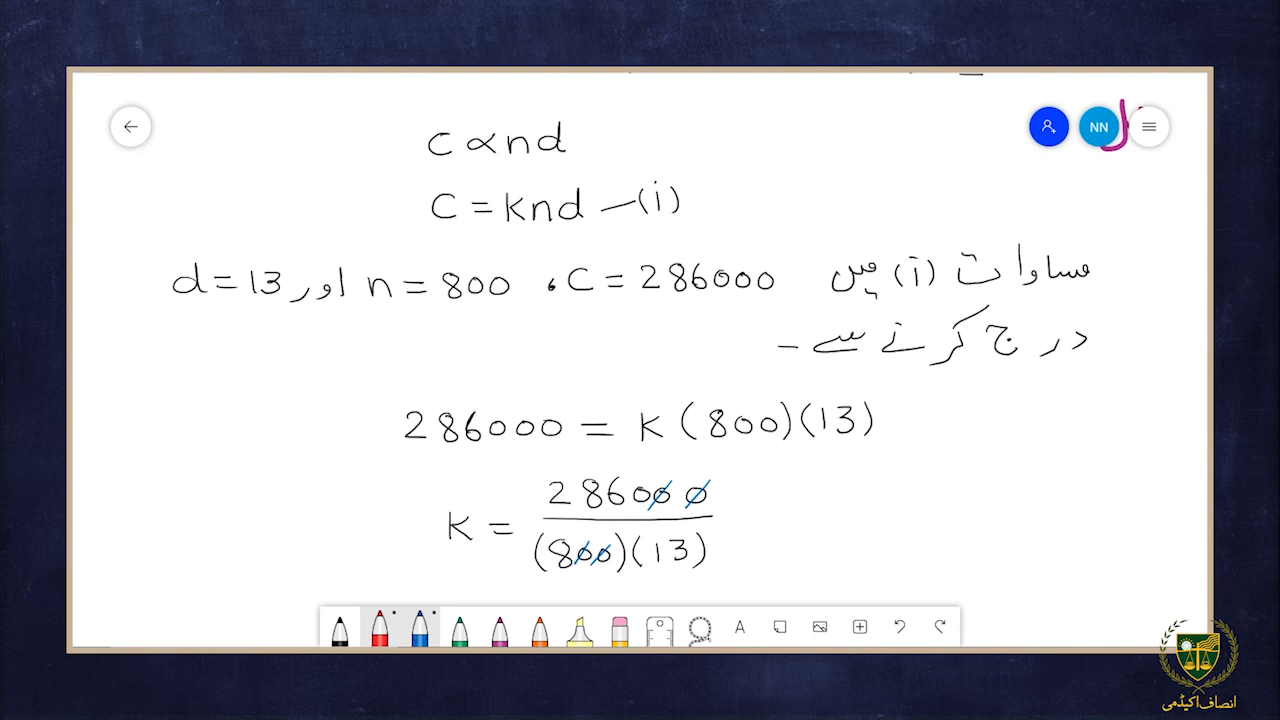 NN
C ∝ nd
C = knd —(i)
مساوات (i) میں C = 286000 ، n = 800 اور d = 13
درج کرنے سے ۔
286000 = K (800)(13)
K = 286000 / (800)(13)
A
انصاف اکیڈمی